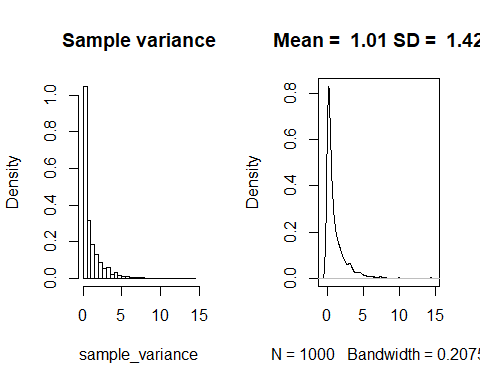 Sample variance
Density
0.0 0.2 0.4 0.6 0.8 1.0
0 5 10 15
sample_variance
Mean = 1.01 SD = 1.42
Density
0.0 0.2 0.4 0.6 0.8
0 5 10 15
N = 1000 Bandwidth = 0.2075